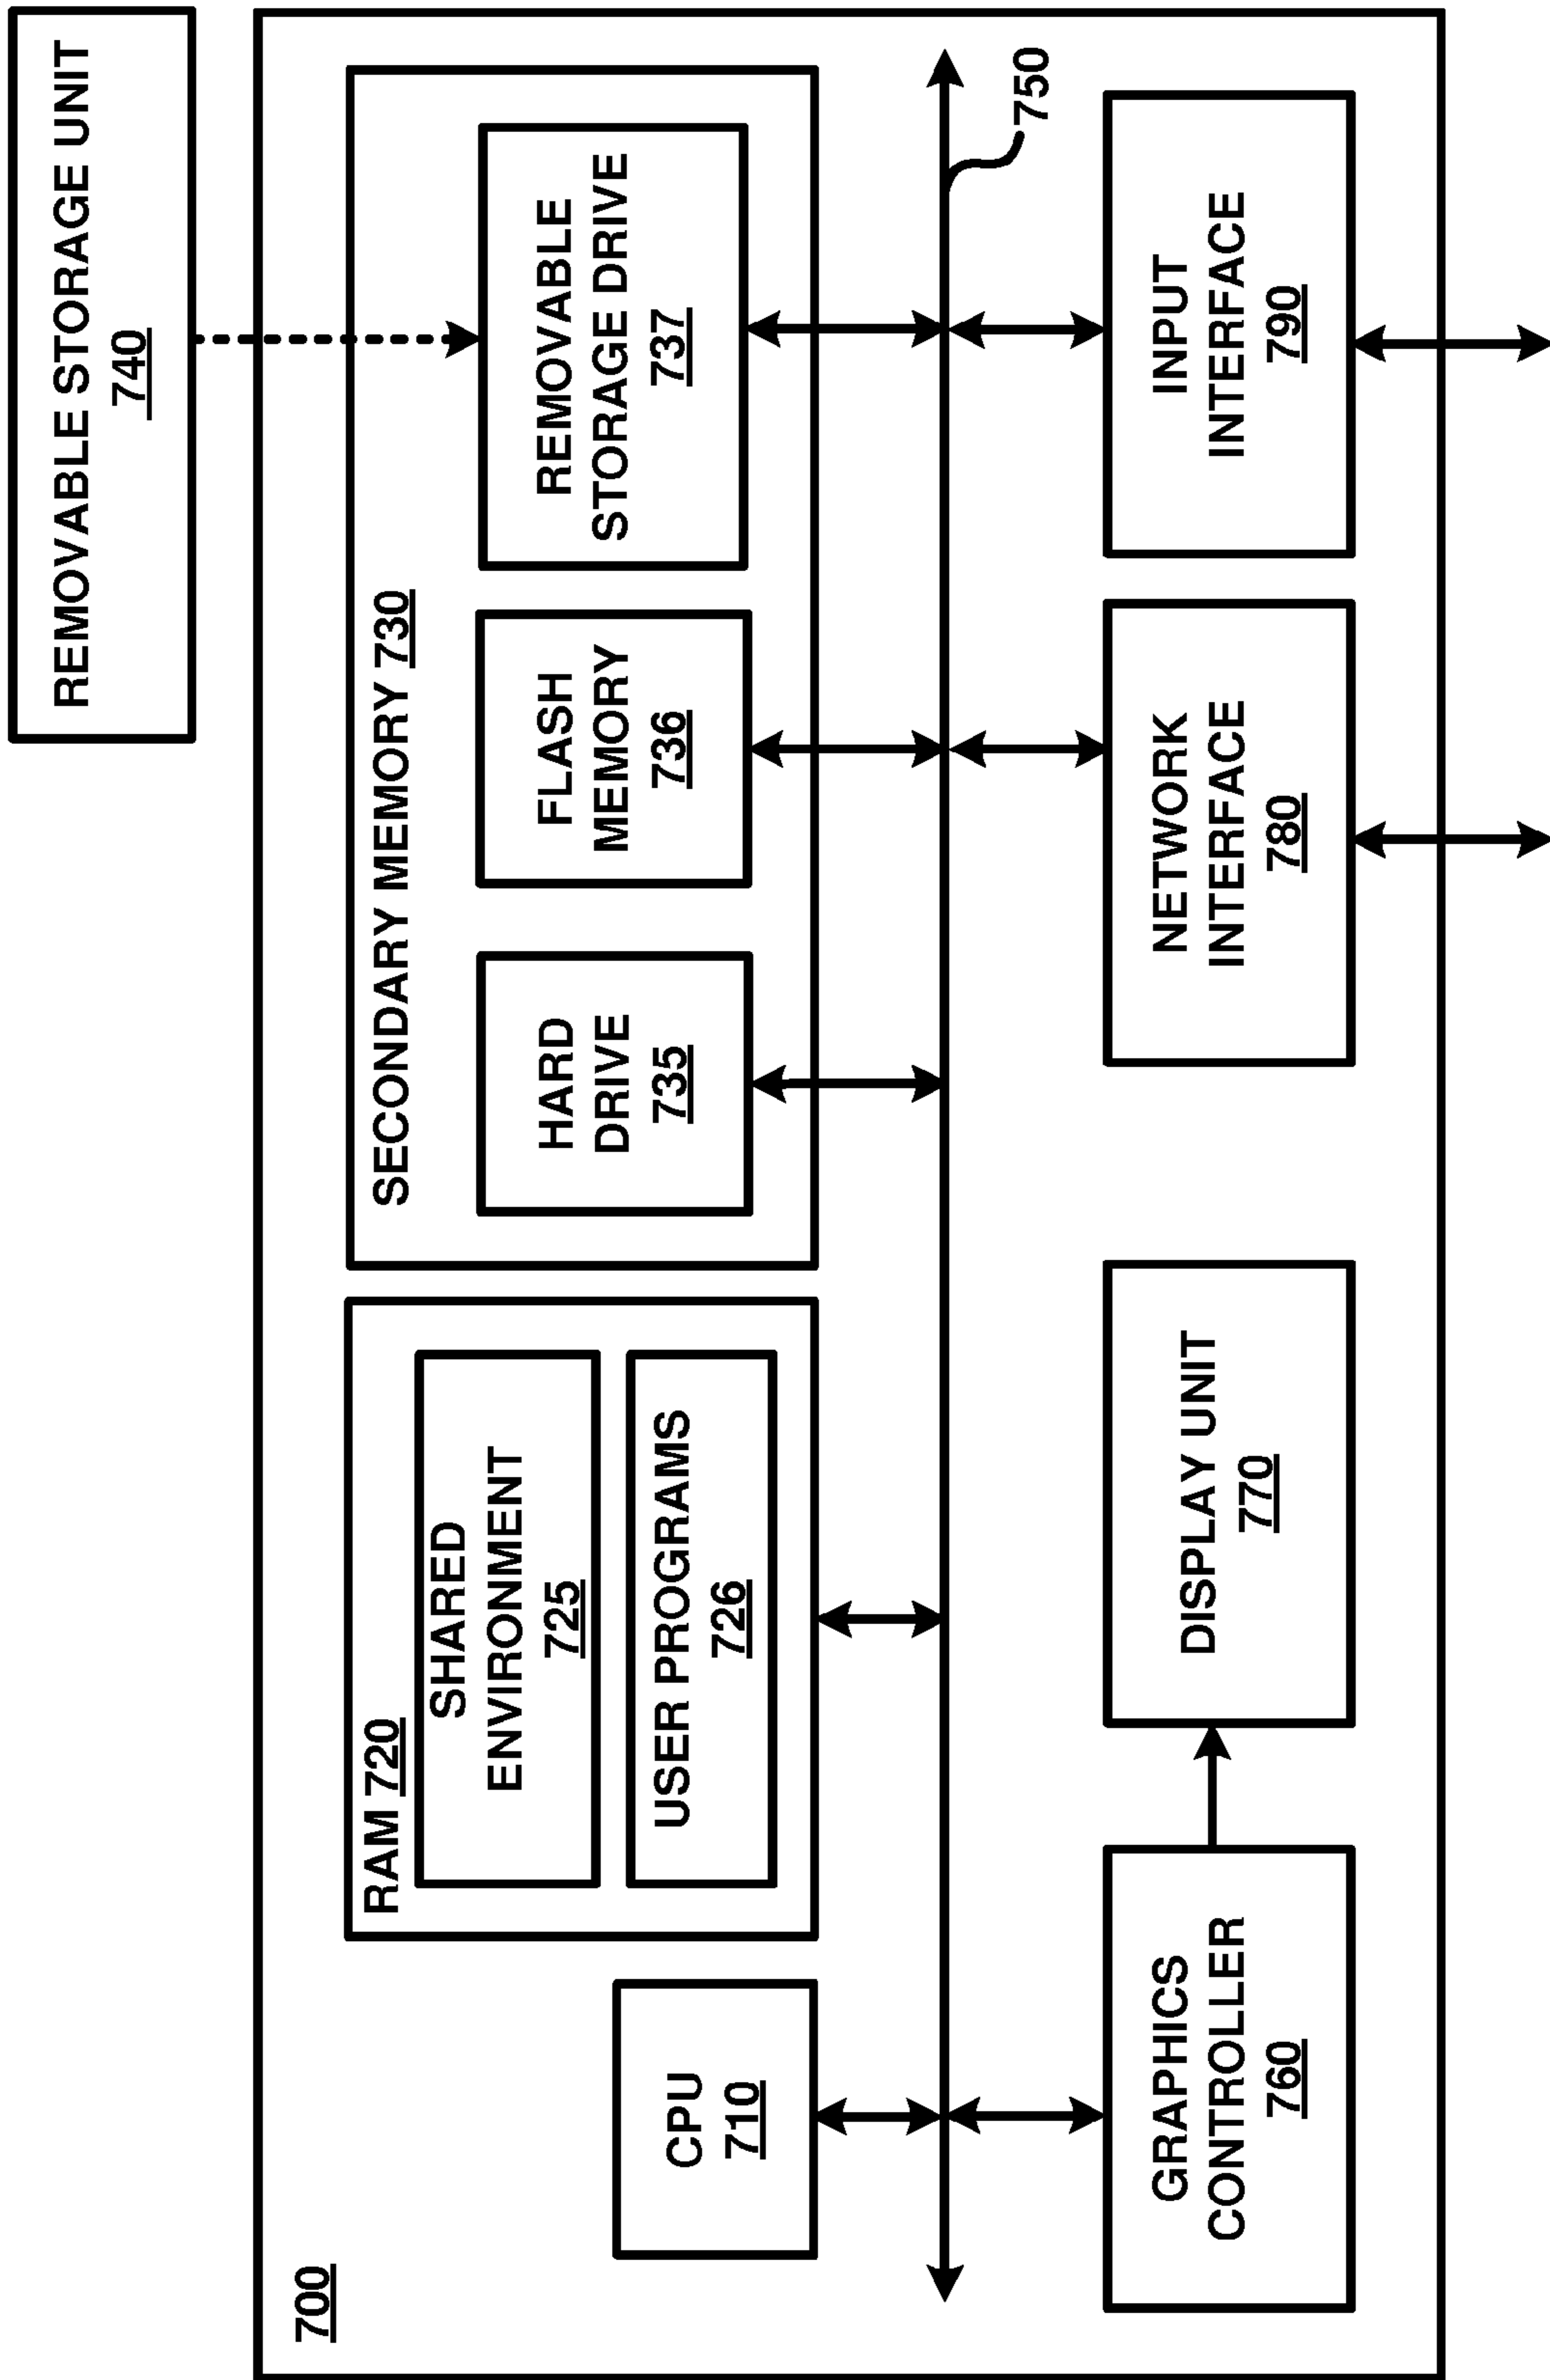 REMOVABLE STORAGE UNIT
740
700
RAM 720
SHARED
ENVIRONMENT
725
USER PROGRAMS
726
SECONDARY MEMORY 730
HARD
DRIVE
735
FLASH
MEMORY
736
REMOVABLE
STORAGE DRIVE
737
CPU
710
750
GRAPHICS
CONTROLLER
760
DISPLAY UNIT
770
NETWORK
INTERFACE
780
INPUT
INTERFACE
790